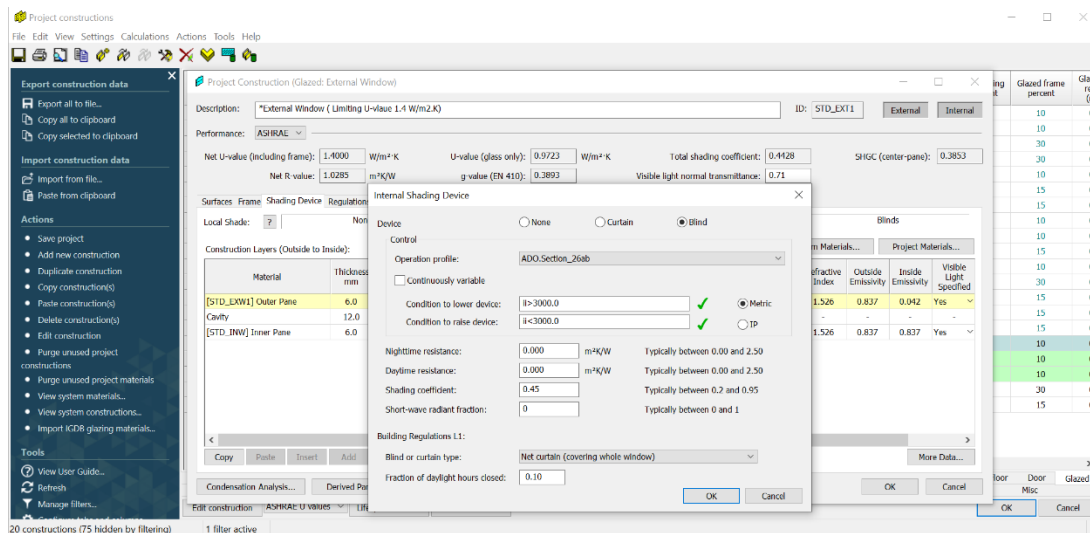 Project constructions
File Edit View Settings Calculations Actions Tools Help
Export construction data
Export all to file...
Copy all to clipboard
Copy selected to clipboard
Import construction data
Import from file...
Paste from clipboard
Actions
Save project
Add new construction
Duplicate construction
Copy construction(s)
Paste construction(s)
Delete construction(s)
Edit construction
Purge unused project
constructions
Purge unused project materials
View system materials...
View system constructions...
Import IGDB glazing materials...
Tools
View User Guide...
Refresh
Manage filters...
20 constructions (75 hidden by filtering) 1 filter active
Project Construction (Glazed: External Window)
Description: *External Window ( Limiting U-vlaue 1.4 W/m2.K) ID: STD_EXT1 External Internal
Performance: ASHRAE
Net U-value (including frame): 1.4000 W/m²·K U-value (glass only): 0.9723 W/m²·K Total shading coefficient: 0.4428 SHGC (center-pane): 0.3853
Net R-value: 1.0285 m²K/W g-value (EN 410): 0.3893 Visible light normal transmittance: 0.71
Surfaces Frame Shading Device Regulations
Local Shade: ? Non Blinds
Construction Layers (Outside to Inside): m Materials... Project Materials...
Material Thickness mm efractive Index Outside Emissivity Inside Emissivity Visible Light Specified
[STD_EXW1] Outer Pane 6.0 1.526 0.837 0.042 Yes
Cavity 12.0 - - - -
[STD_INW] Inner Pane 6.0 1.526 0.837 0.837 Yes
Copy Paste Insert Add More Data...
Condensation Analysis... Derived Par OK Cancel
Edit construction ASHRAE U values Life
Internal Shading Device
Device None Curtain Blind
Control
Operation profile: ADO.Section_26ab
Continuously variable
Condition to lower device: ii>3000.0 Metric
Condition to raise device: ii<3000.0 IP
Nighttime resistance: 0.000 m²K/W Typically between 0.00 and 2.50
Daytime resistance: 0.000 m²K/W Typically between 0.00 and 2.50
Shading coefficient: 0.45 Typically between 0.2 and 0.95
Short-wave radiant fraction: 0 Typically between 0 and 1
Building Regulations L1:
Blind or curtain type: Net curtain (covering whole window)
Fraction of daylight hours closed: 0.10
OK Cancel
Glazed frame
percent
10
10
30
30
10
15
15
10
10
15
10
30
15
15
15
10
10
10
30
15
loor Door Glazed
Misc
OK Cancel